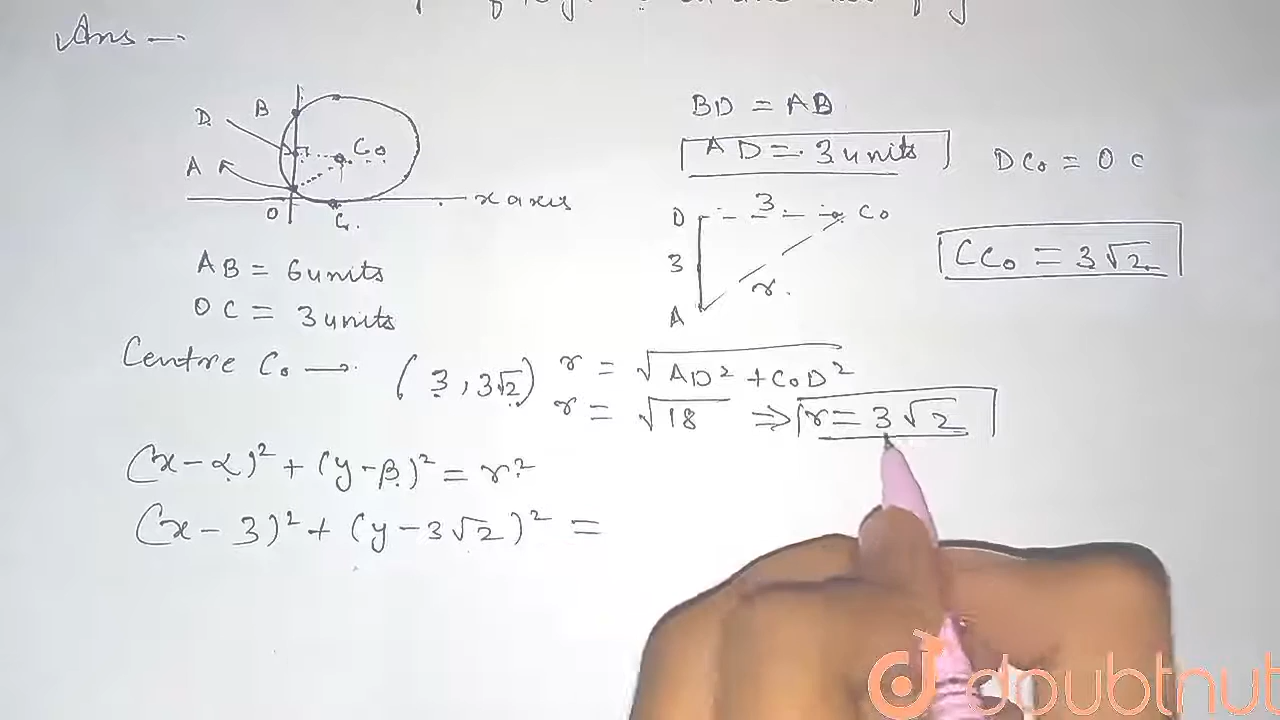 Ans -
D
B
C₀
A
O
C
x axis
BD = AB
AD = 3 units
DC₀ = OC
D
3
C₀
3
r.
A
CC₀ = 3√2
AB = 6 units
OC = 3 units
Centre C₀ → (3, 3√2)
r = √AD² + C₀D²
r = √18 ⇒ r = 3√2
(x-α)² + (y-β)² = r²
(x-3)² + (y-3√2)² =
doubtnut